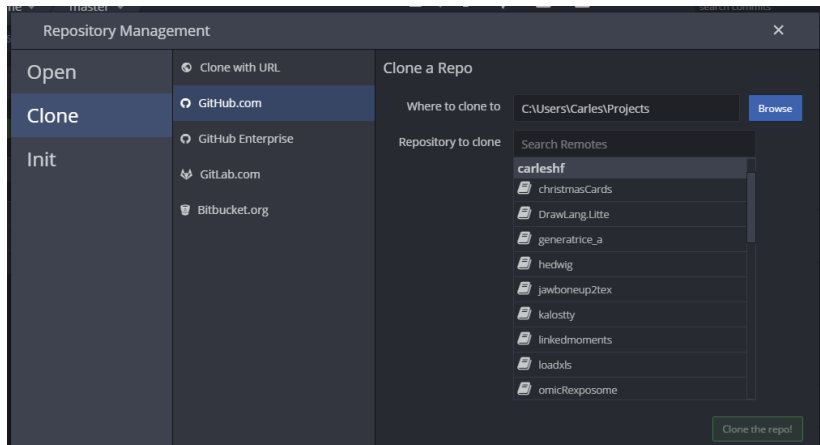 master
search commits
Repository Management
Open
Clone
Init
Clone with URL
GitHub.com
GitHub Enterprise
GitLab.com
Bitbucket.org
Clone a Repo
Where to clone to
C:\Users\Carles\Projects
Browse
Repository to clone
Search Remotes
carleshf
christmasCards
DrawLang.Litte
generatrice_a
hedwig
jawboneup2tex
kalostty
linkedmoments
loadxls
omicRexposome
Clone the repo!